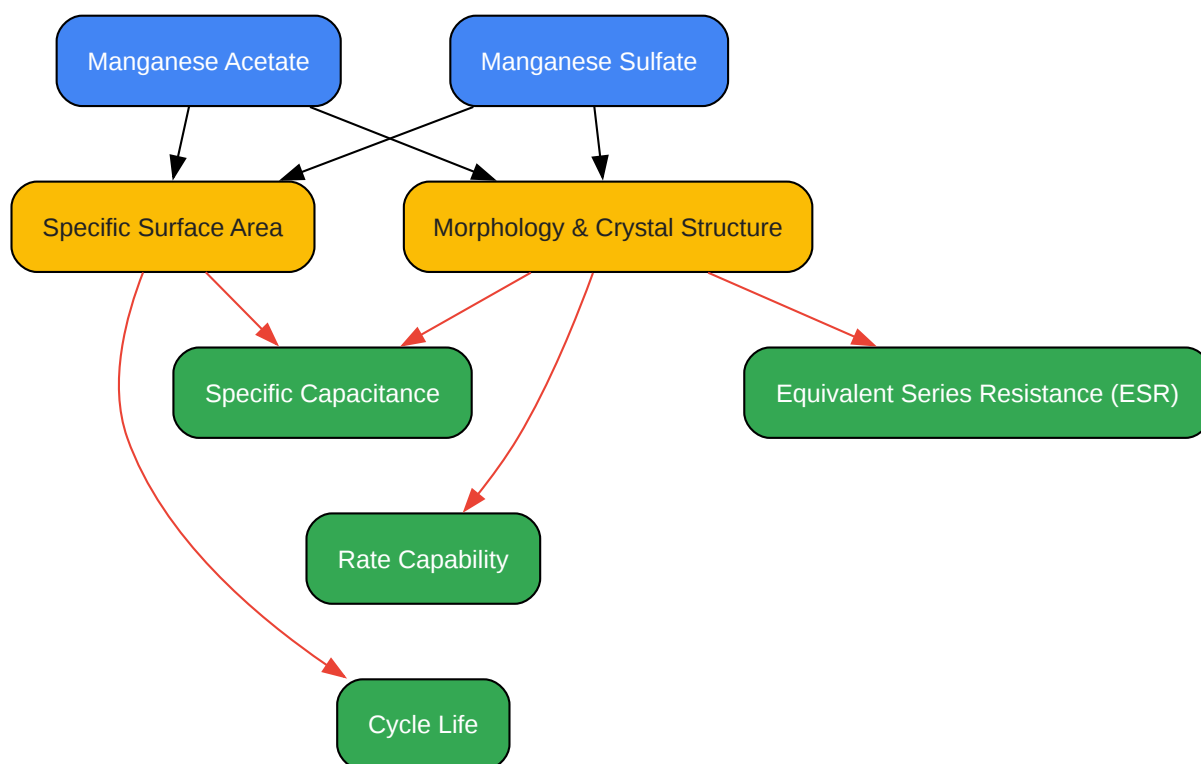 Manganese Acetate
Manganese Sulfate
Specific Surface Area
Morphology & Crystal Structure
Specific Capacitance
Equivalent Series Resistance (ESR)
Rate Capability
Cycle Life